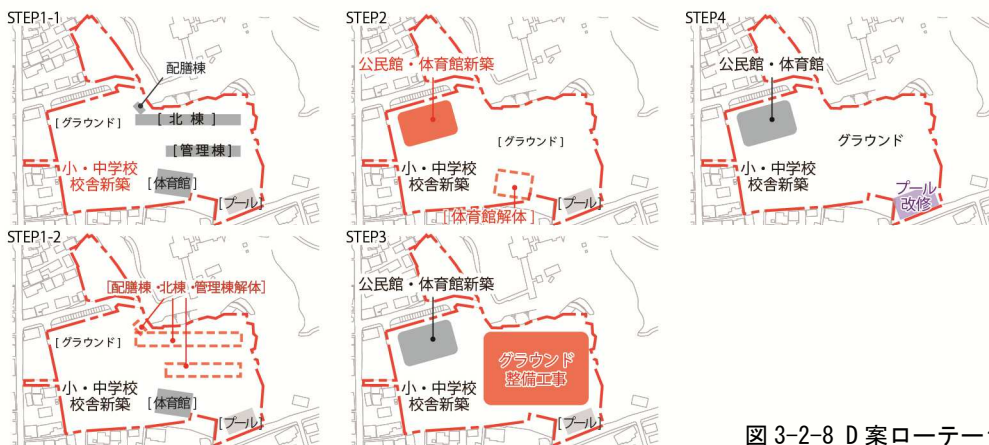 STEP1-1
配膳棟
[グラウンド]
[北棟]
[管理棟]
小・中学校
校舎新築
[体育館]
[プール]
STEP2
公民館・体育館新築
[グラウンド]
小・中学校
校舎新築
[体育館解体]
[プール]
STEP4
公民館・体育館
グラウンド
小・中学校
校舎新築
プール
改修
STEP1-2
[配膳棟・北棟・管理棟解体]
[グラウンド]
小・中学校
校舎新築
[体育館]
[プール]
STEP3
公民館・体育館新築
グラウンド
整備工事
小・中学校
校舎新築
[プール]
図 3-2-8 D 案ローテー